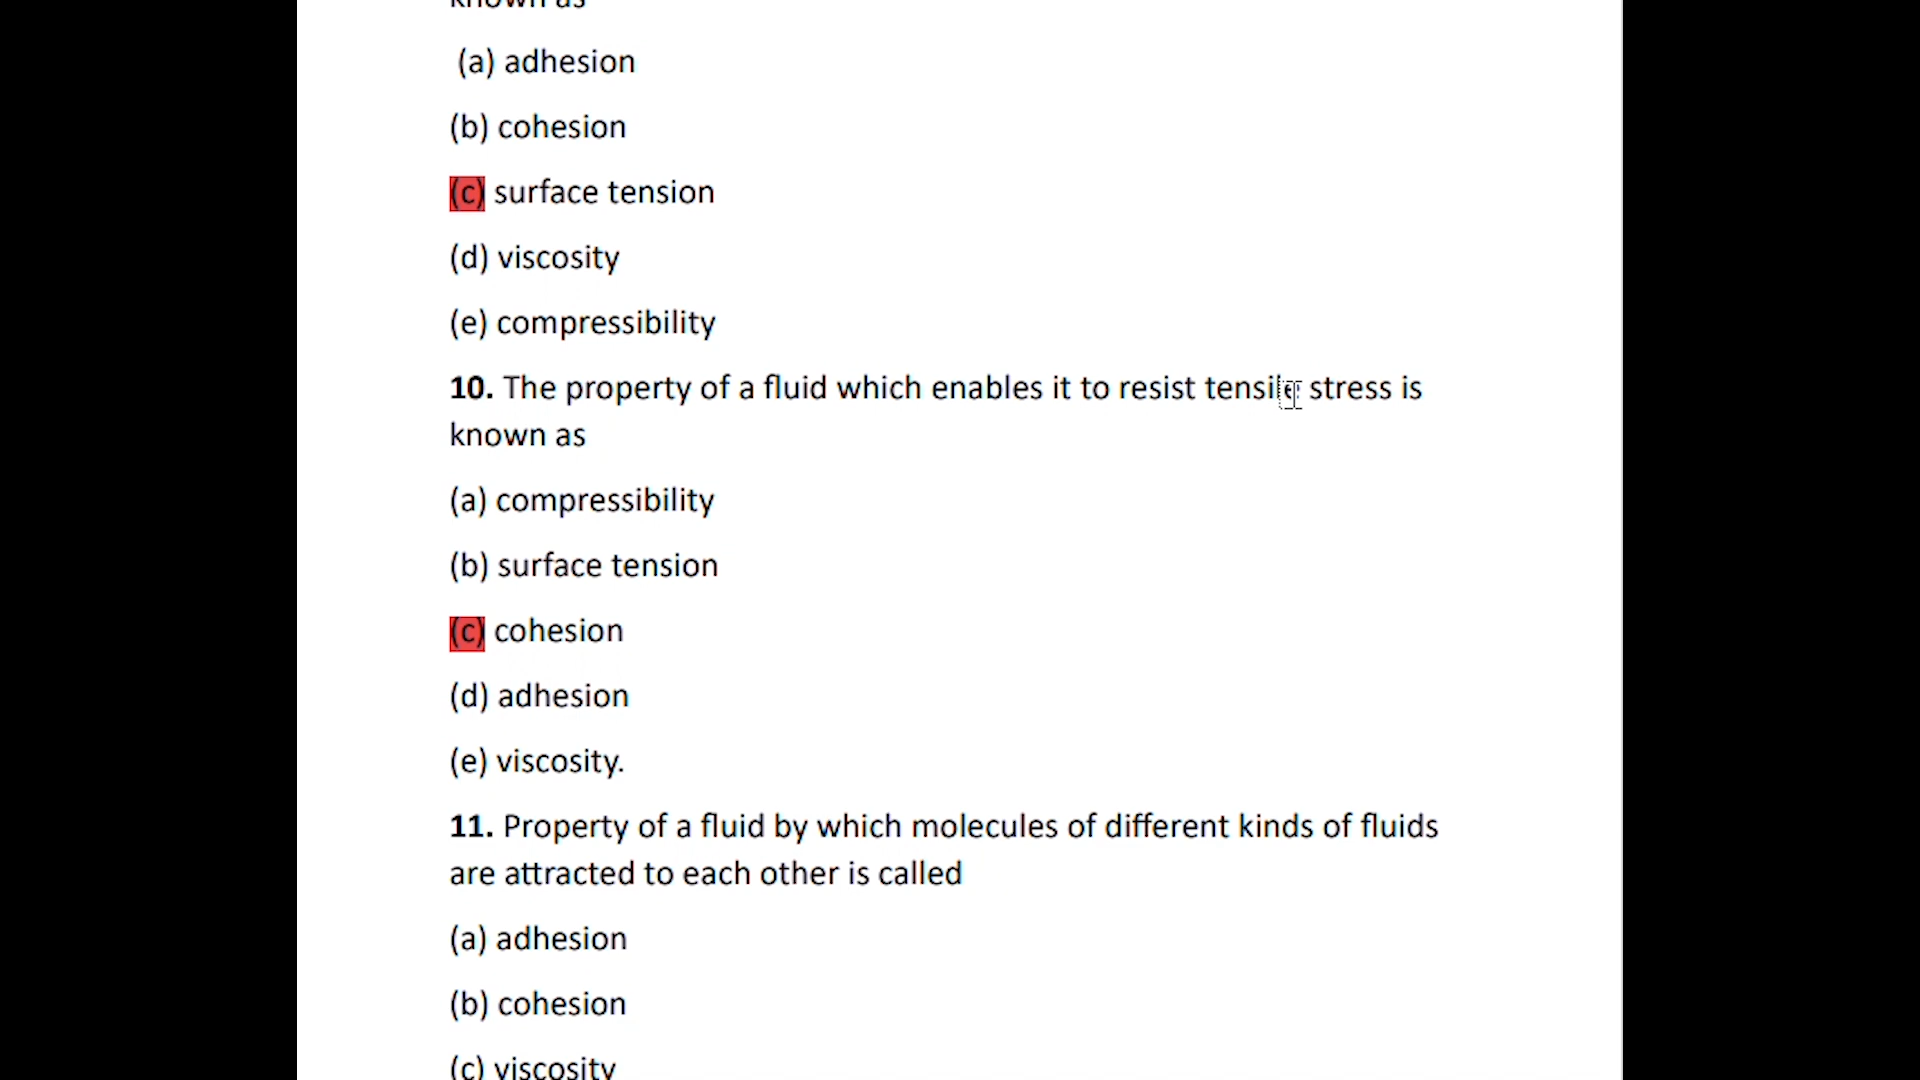 known as
(a) adhesion
(b) cohesion
(c) surface tension
(d) viscosity
(e) compressibility
10. The property of a fluid which enables it to resist tensile stress is
known as
(a) compressibility
(b) surface tension
(c) cohesion
(d) adhesion
(e) viscosity.
11. Property of a fluid by which molecules of different kinds of fluids
are attracted to each other is called
(a) adhesion
(b) cohesion
(c) viscosity